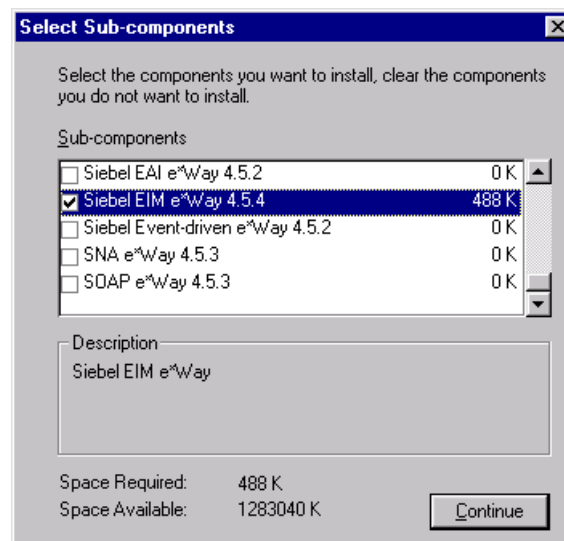 Select Sub-components
Select the components you want to install, clear the components
you do not want to install.
Sub-components
Siebel EAI e*Way 4.5.2 0 K
Siebel EIM e*Way 4.5.4 488 K
Siebel Event-driven e*Way 4.5.2 0 K
SNA e*Way 4.5.3 0 K
SOAP e*Way 4.5.3 0 K
Description
Siebel EIM e*Way
Space Required: 488 K
Space Available: 1283040 K
Continue